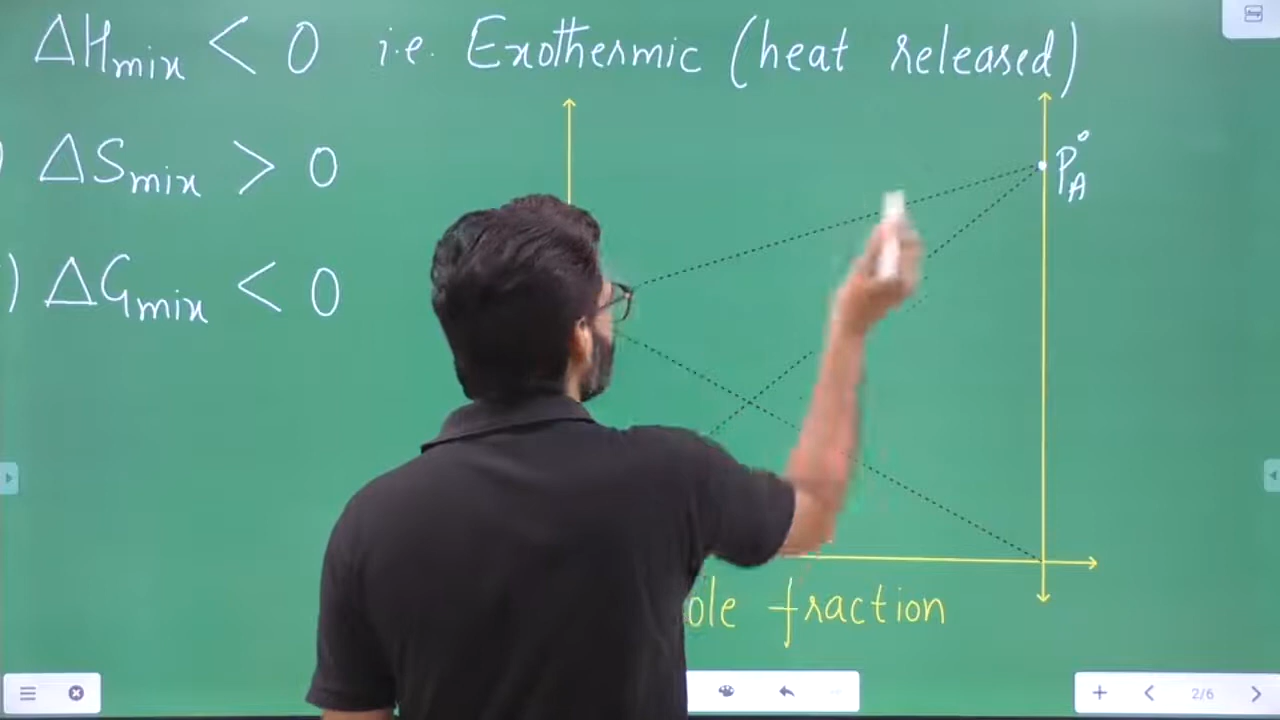 ΔHmix < 0 i.e. Exothermic (heat released)
) ΔSmix > 0
) ΔGmix < 0
P°A
ole fraction
2/6